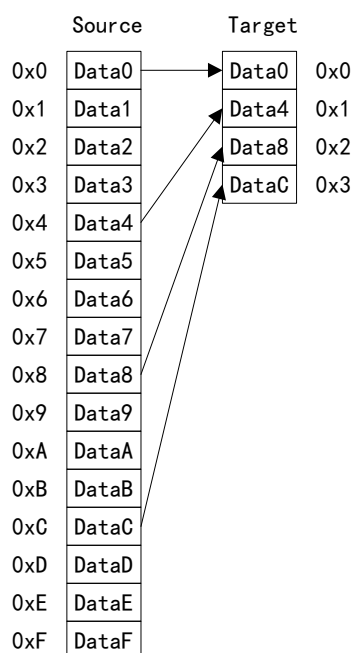 Source Target
0x0 Data0 Data0 0x0
0x1 Data1 Data4 0x1
0x2 Data2 Data8 0x2
0x3 Data3 DataC 0x3
0x4 Data4
0x5 Data5
0x6 Data6
0x7 Data7
0x8 Data8
0x9 Data9
0xA DataA
0xB DataB
0xC DataC
0xD DataD
0xE DataE
0xF DataF